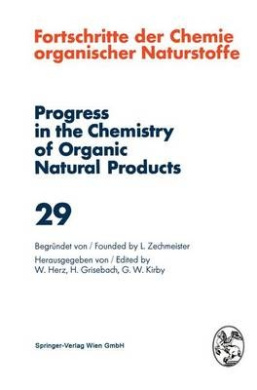 Fortschritte der Chemie
organischer Naturstoffe
Progress
in the Chemistry
of Organic
Natural Products
29
Begründet von / Founded by L. Zechmeister
Herausgegeben von / Edited by
W. Herz, H. Grisebach, G. W. Kirby
Springer-Verlag Wien GmbH